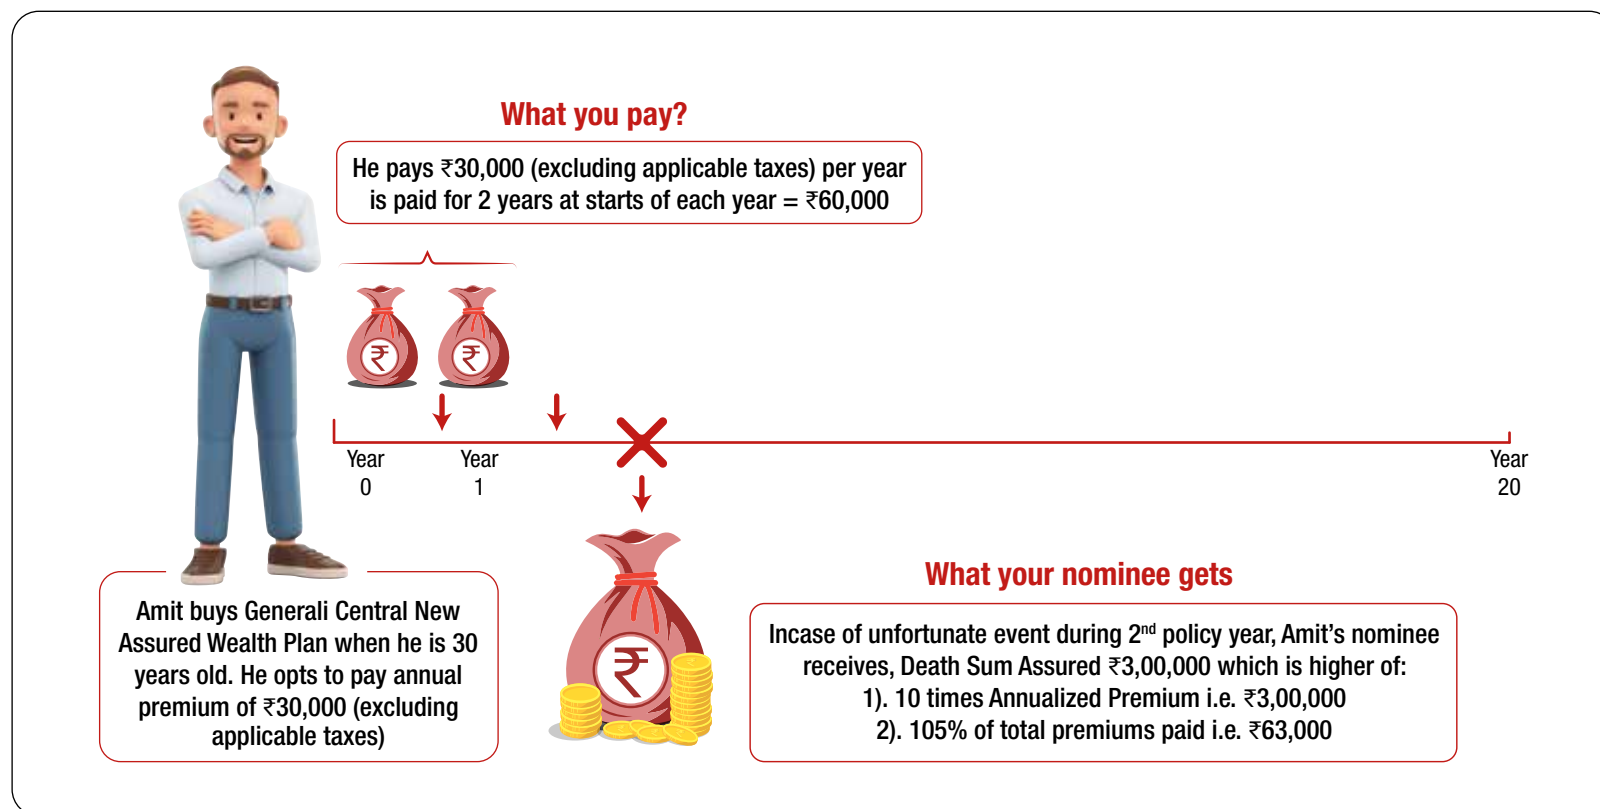 What you pay?
He pays ₹30,000 (excluding applicable taxes) per year
is paid for 2 years at starts of each year = ₹60,000
₹
₹
Year
0
Year
1
Year
20
Amit buys Generali Central New
Assured Wealth Plan when he is 30
years old. He opts to pay annual
premium of ₹30,000 (excluding
applicable taxes)
₹
What your nominee gets
Incase of unfortunate event during 2nd policy year, Amit's nominee
receives, Death Sum Assured ₹3,00,000 which is higher of:
1). 10 times Annualized Premium i.e. ₹3,00,000
2). 105% of total premiums paid i.e. ₹63,000